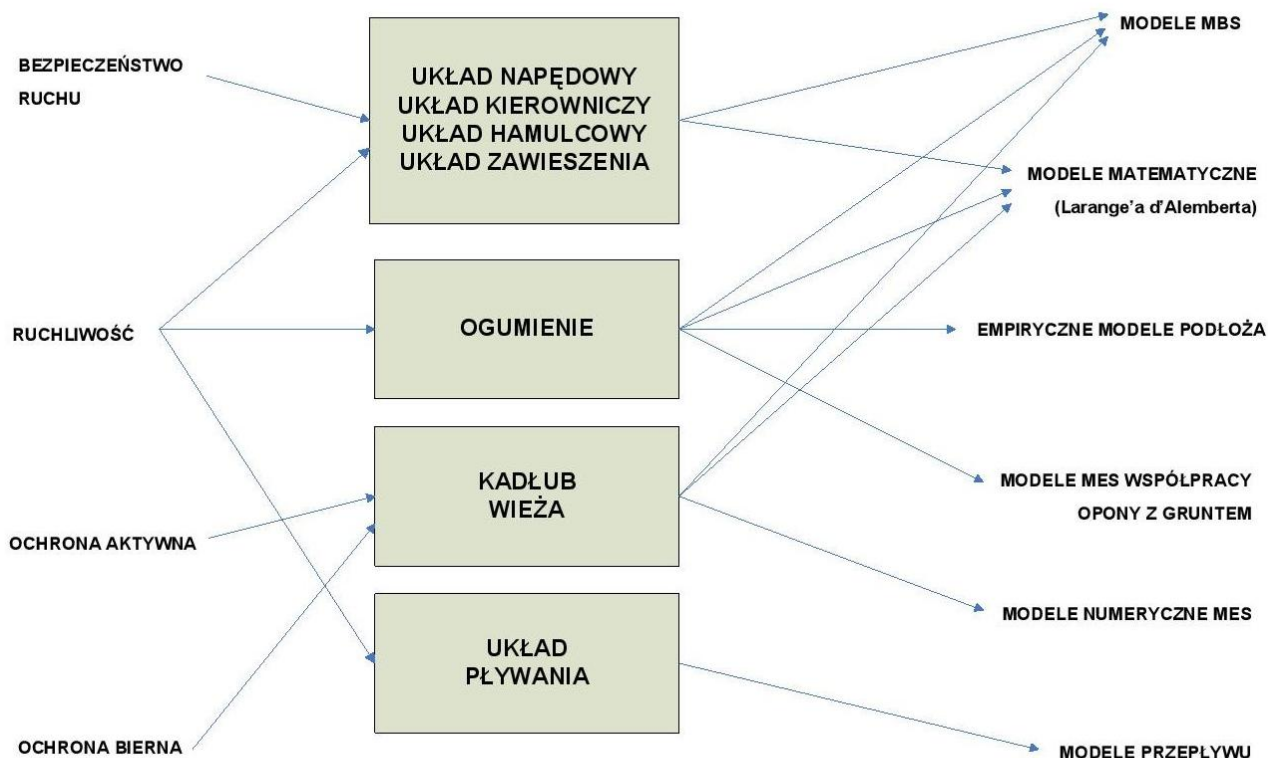 BEZPIECZEŃSTWO
RUCHU
RUCHLIWOŚĆ
OCHRONA AKTYWNA
OCHRONA BIERNA
UKŁAD NAPĘDOWY
UKŁAD KIEROWNICZY
UKŁAD HAMULCOWY
UKŁAD ZAWIESZENIA
OGUMIENIE
KADŁUB
WIEŻA
UKŁAD
PŁYWANIA
MODELE MBS
MODELE MATEMATYCZNE
(Larange'a d'Alemberta)
EMPIRYCZNE MODELE PODŁOŻA
MODELE MES WSPÓŁPRACY
OPONY Z GRUNTEM
MODELE NUMERYCZNE MES
MODELE PRZEPŁYWU